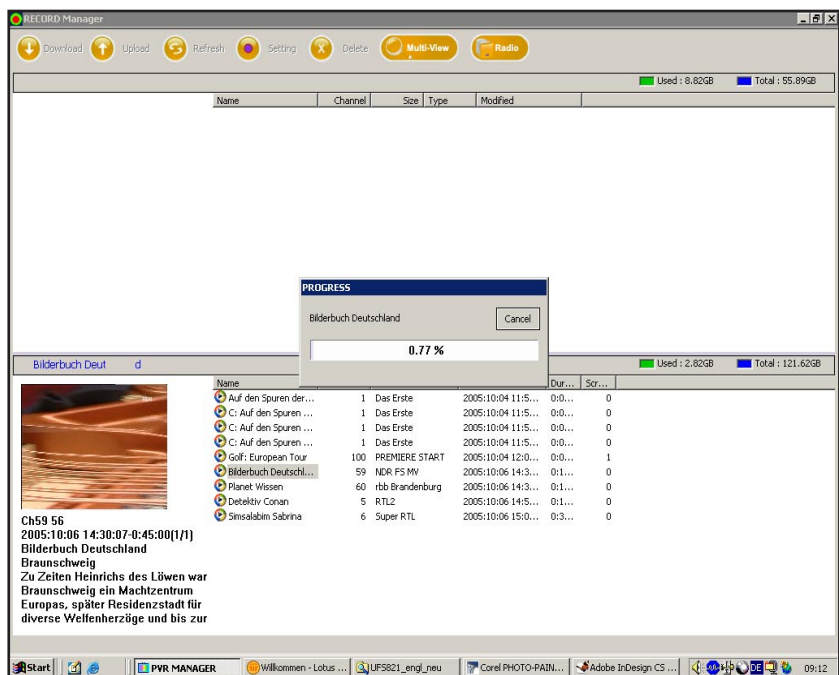 RECORD Manager
Download Upload Refresh Setting Delete Multi-View Radio
Used : 8.82GB Total : 55.89GB
Name Channel Size Type Modified
PROGRESS
Bilderbuch Deutschland Cancel
0.77 %
Bilderbuch Deut d Used : 2.82GB Total : 121.62GB
Name Dur... Scr...
Auf den Spuren der... 1 Das Erste 2005:10:04 11:5... 0:0... 0
C: Auf den Spuren ... 1 Das Erste 2005:10:04 11:5... 0:0... 0
C: Auf den Spuren ... 1 Das Erste 2005:10:04 11:5... 0:0... 0
C: Auf den Spuren ... 1 Das Erste 2005:10:04 11:5... 0:0... 0
Golf: European Tour 100 PREMIERE START 2005:10:04 12:0... 0:0... 1
Bilderbuch Deutschl... 59 NDR FS MV 2005:10:06 14:3... 0:1... 0
Planet Wissen 60 rbb Brandenburg 2005:10:06 14:3... 0:1... 0
Detektiv Conan 5 RTL2 2005:10:06 14:5... 0:1... 0
Simsalabim Sabrina 6 Super RTL 2005:10:06 15:0... 0:3... 0
Ch59 56
2005:10:06 14:30:07-0:45:00(1/1)
Bilderbuch Deutschland
Braunschweig
Zu Zeiten Heinrichs des Löwen war
Braunschweig ein Machtzentrum
Europas, später Residenzstadt für
diverse Welfenherzöge und bis zur
Start PVR MANAGER Willkommen - Lotus ... UFS821_engl_neu Corel PHOTO-PAIN... Adobe InDesign CS ... DE 09:12